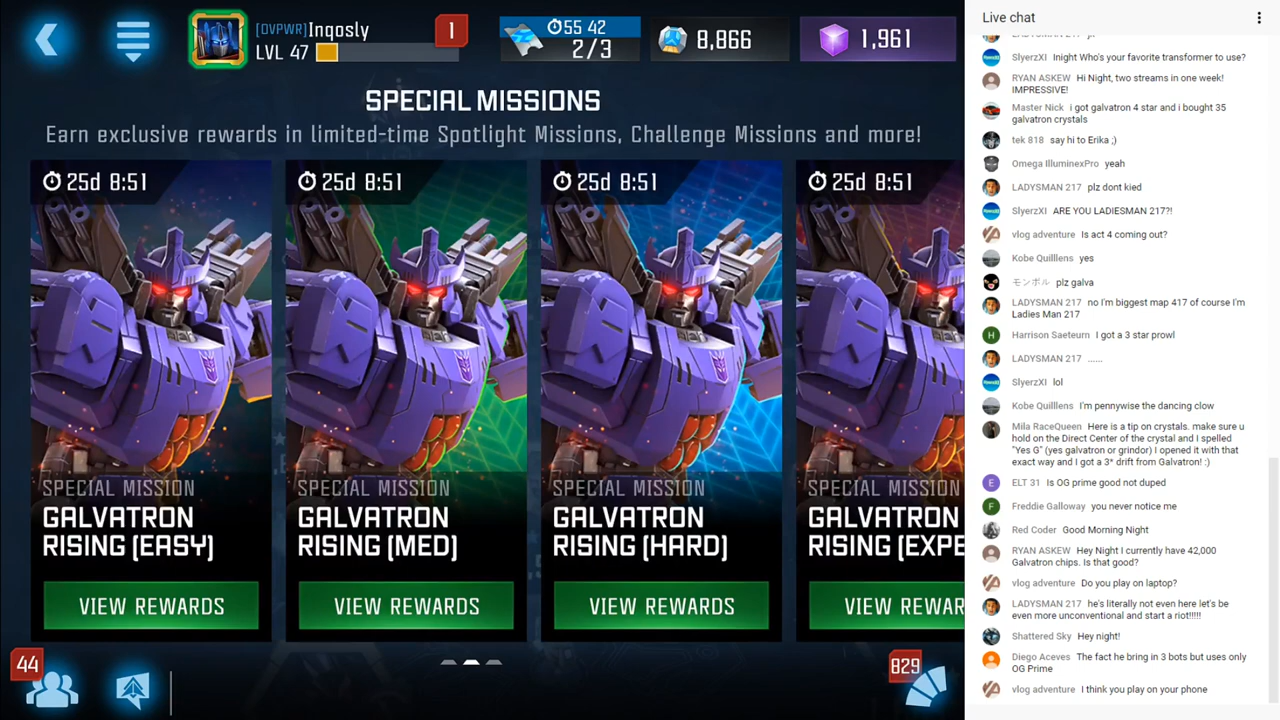 [OVPWR]Inqosly
LVL 47
1
55 42
2/3
8,866
1,961
SPECIAL MISSIONS
Earn exclusive rewards in limited-time Spotlight Missions, Challenge Missions and more!
25d 8:51
SPECIAL MISSION
GALVATRON
RISING (EASY)
VIEW REWARDS
25d 8:51
SPECIAL MISSION
GALVATRON
RISING (MED)
VIEW REWARDS
25d 8:51
SPECIAL MISSION
GALVATRON
RISING (HARD)
VIEW REWARDS
25d 8:51
SPECIAL MISSION
GALVATRON
RISING (EXPE
VIEW REWAR
44
829
Live chat
SlyerzXI Inight Who's your favorite transformer to use?
RYAN ASKEW Hi Night, two streams in one week!
IMPRESSIVE!
Master Nick i got galvatron 4 star and i bought 35
galvatron crystals
tek 818 say hi to Erika ;)
Omega IlluminexPro yeah
LADYSMAN 217 plz dont kied
SlyerzXI ARE YOU LADIESMAN 217?!
vlog adventure Is act 4 coming out?
Kobe Quilllens yes
モンボル plz galva
LADYSMAN 217 no I'm biggest map 417 of course I'm
Ladies Man 217
H
Harrison Saeteurn I got a 3 star prowl
LADYSMAN 217 ......
SlyerzXI lol
Kobe Quilllens I'm pennywise the dancing clow
Mila RaceQueen Here is a tip on crystals. make sure u
hold on the Direct Center of the crystal and I spelled
"Yes G" (yes galvatron or grindor) I opened it with that
exact way and I got a 3* drift from Galvatron! :)
E
ELT 31 Is OG prime good not duped
F
Freddie Galloway you never notice me
Red Coder Good Morning Night
RYAN ASKEW Hey Night I currently have 42,000
Galvatron chips. Is that good?
vlog adventure Do you play on laptop?
LADYSMAN 217 he's literally not even here let's be
even more unconventional and start a riot!!!!!
Shattered Sky Hey night!
Diego Aceves The fact he bring in 3 bots but uses only
OG Prime
vlog adventure I think you play on your phone